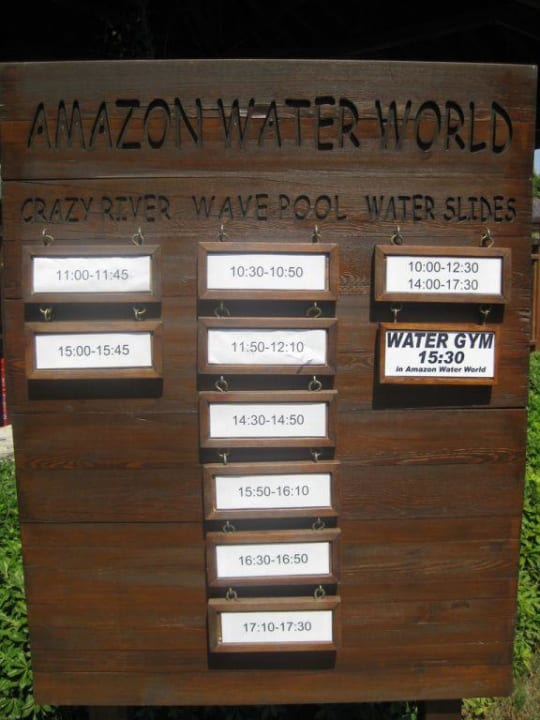 AMAZON WATER WORLD
CRAZY RIVER
11:00-11:45
15:00-15:45
WAVE POOL
10:30-10:50
11:50-12:10
14:30-14:50
15:50-16:10
16:30-16:50
17:10-17:30
WATER SLIDES
10:00-12:30
14:00-17:30
WATER GYM
15:30
in Amazon Water World